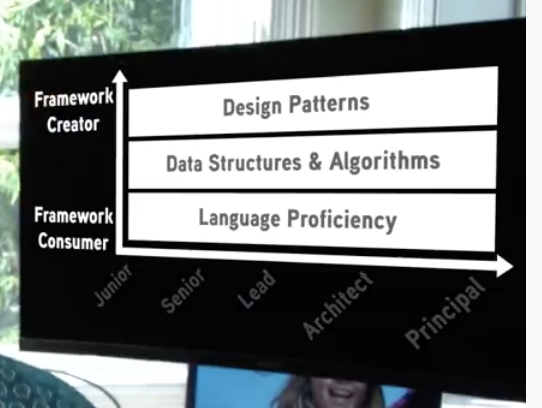 Framework
Creator
Design Patterns
Data Structures & Algorithms
Framework
Consumer
Language Proficiency
Junior
Senior
Lead
Architect
Principal